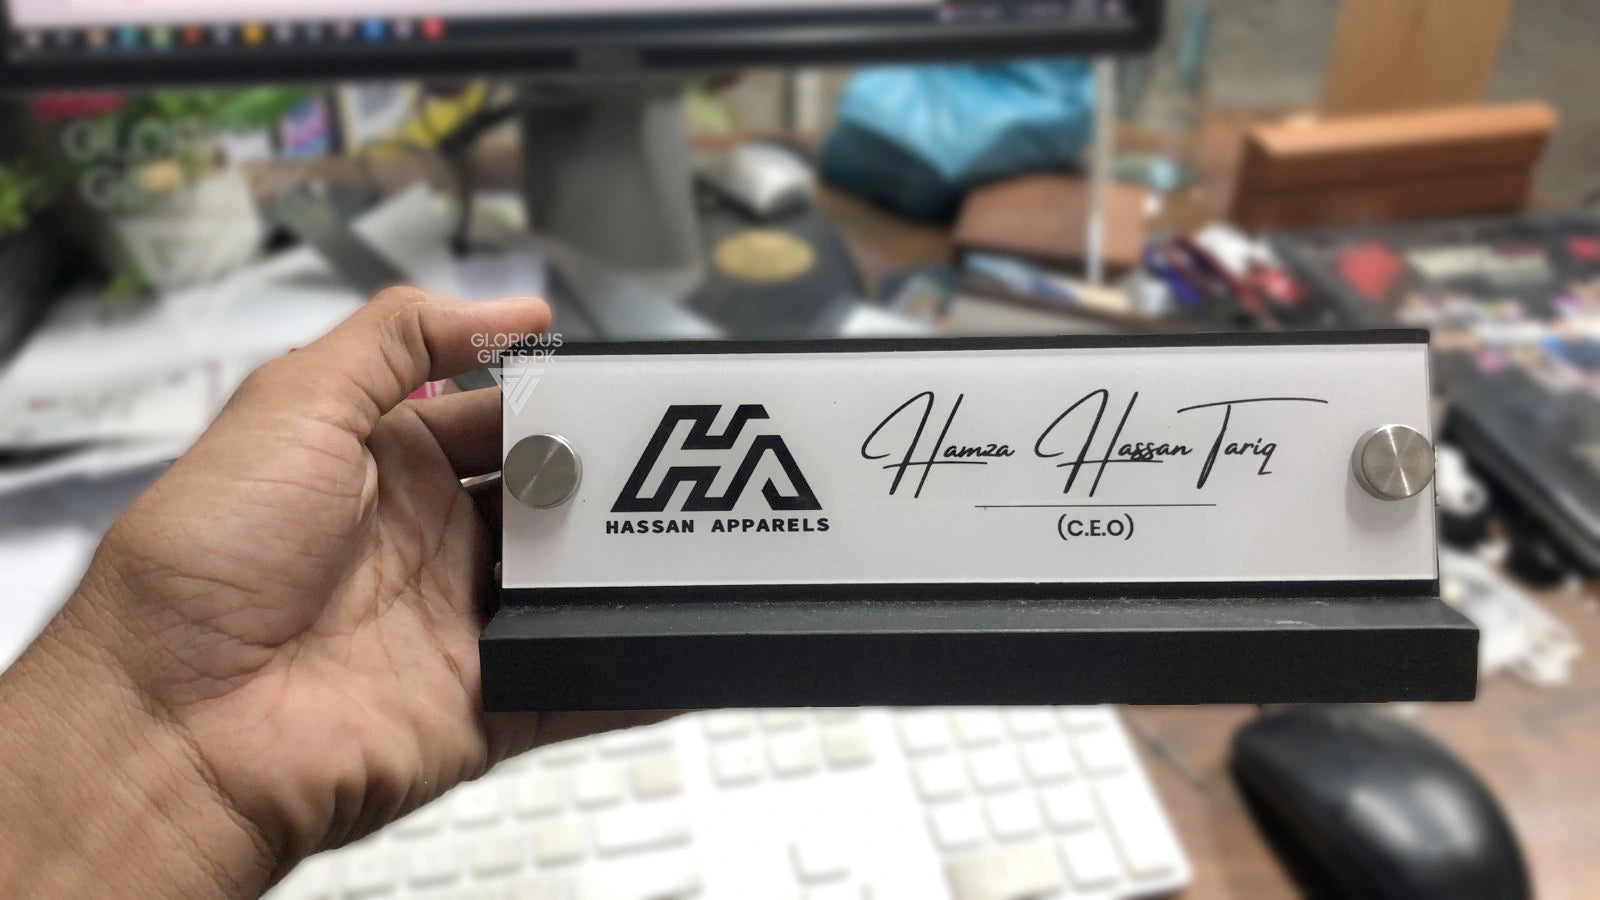 GLORIOUS
GIFTS.PK
HA
HASSAN APPARELS
Hamza Hassan Tariq
(C.E.O)